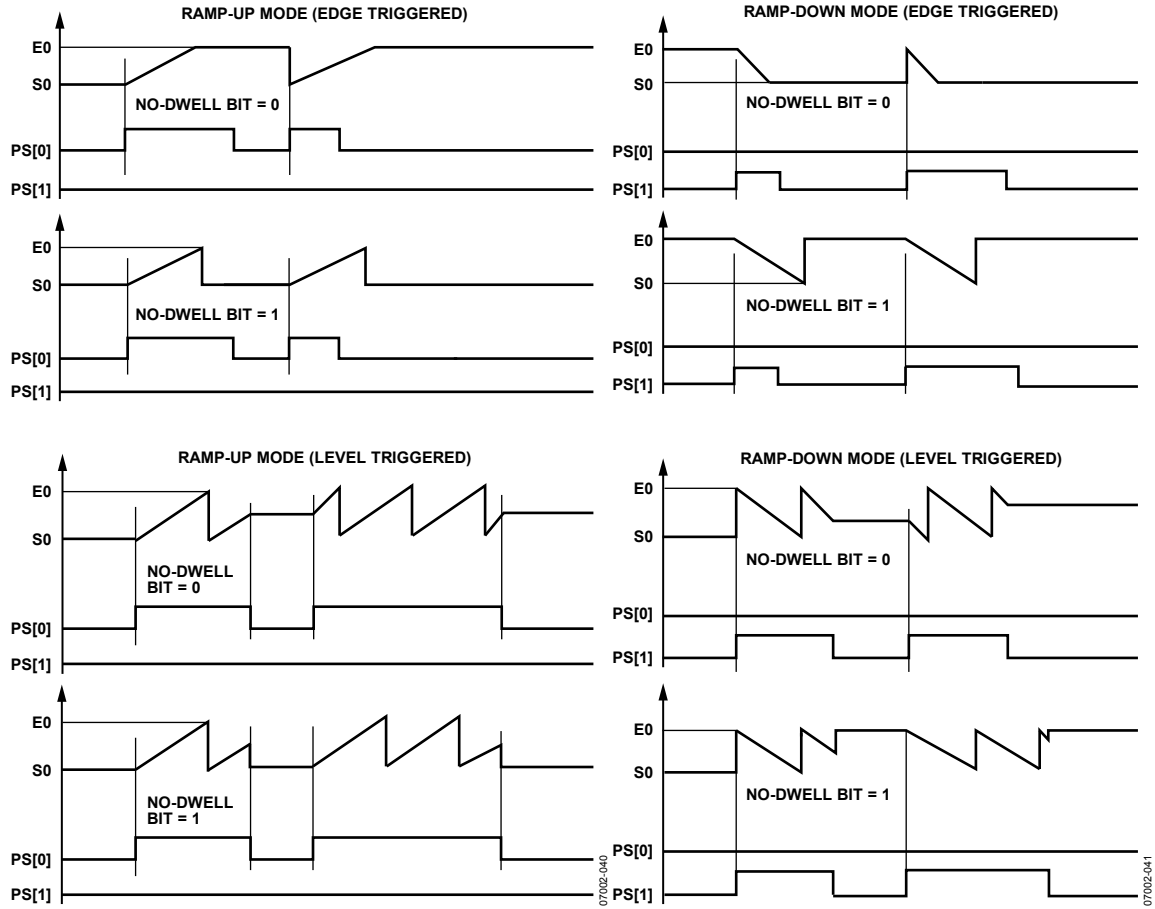 RAMP-UP MODE (EDGE TRIGGERED)
E0
S0
NO-DWELL BIT = 0
PS[0]
PS[1]
E0
S0
NO-DWELL BIT = 1
PS[0]
PS[1]
RAMP-DOWN MODE (EDGE TRIGGERED)
E0
S0
NO-DWELL BIT = 0
PS[0]
PS[1]
E0
S0
NO-DWELL BIT = 1
PS[0]
PS[1]
RAMP-UP MODE (LEVEL TRIGGERED)
E0
S0
NO-DWELL
BIT = 0
PS[0]
PS[1]
E0
S0
NO-DWELL
BIT = 1
PS[0]
PS[1]
07002-040
RAMP-DOWN MODE (LEVEL TRIGGERED)
E0
S0
NO-DWELL BIT = 0
PS[0]
PS[1]
E0
S0
NO-DWELL BIT = 1
PS[0]
PS[1]
07002-041